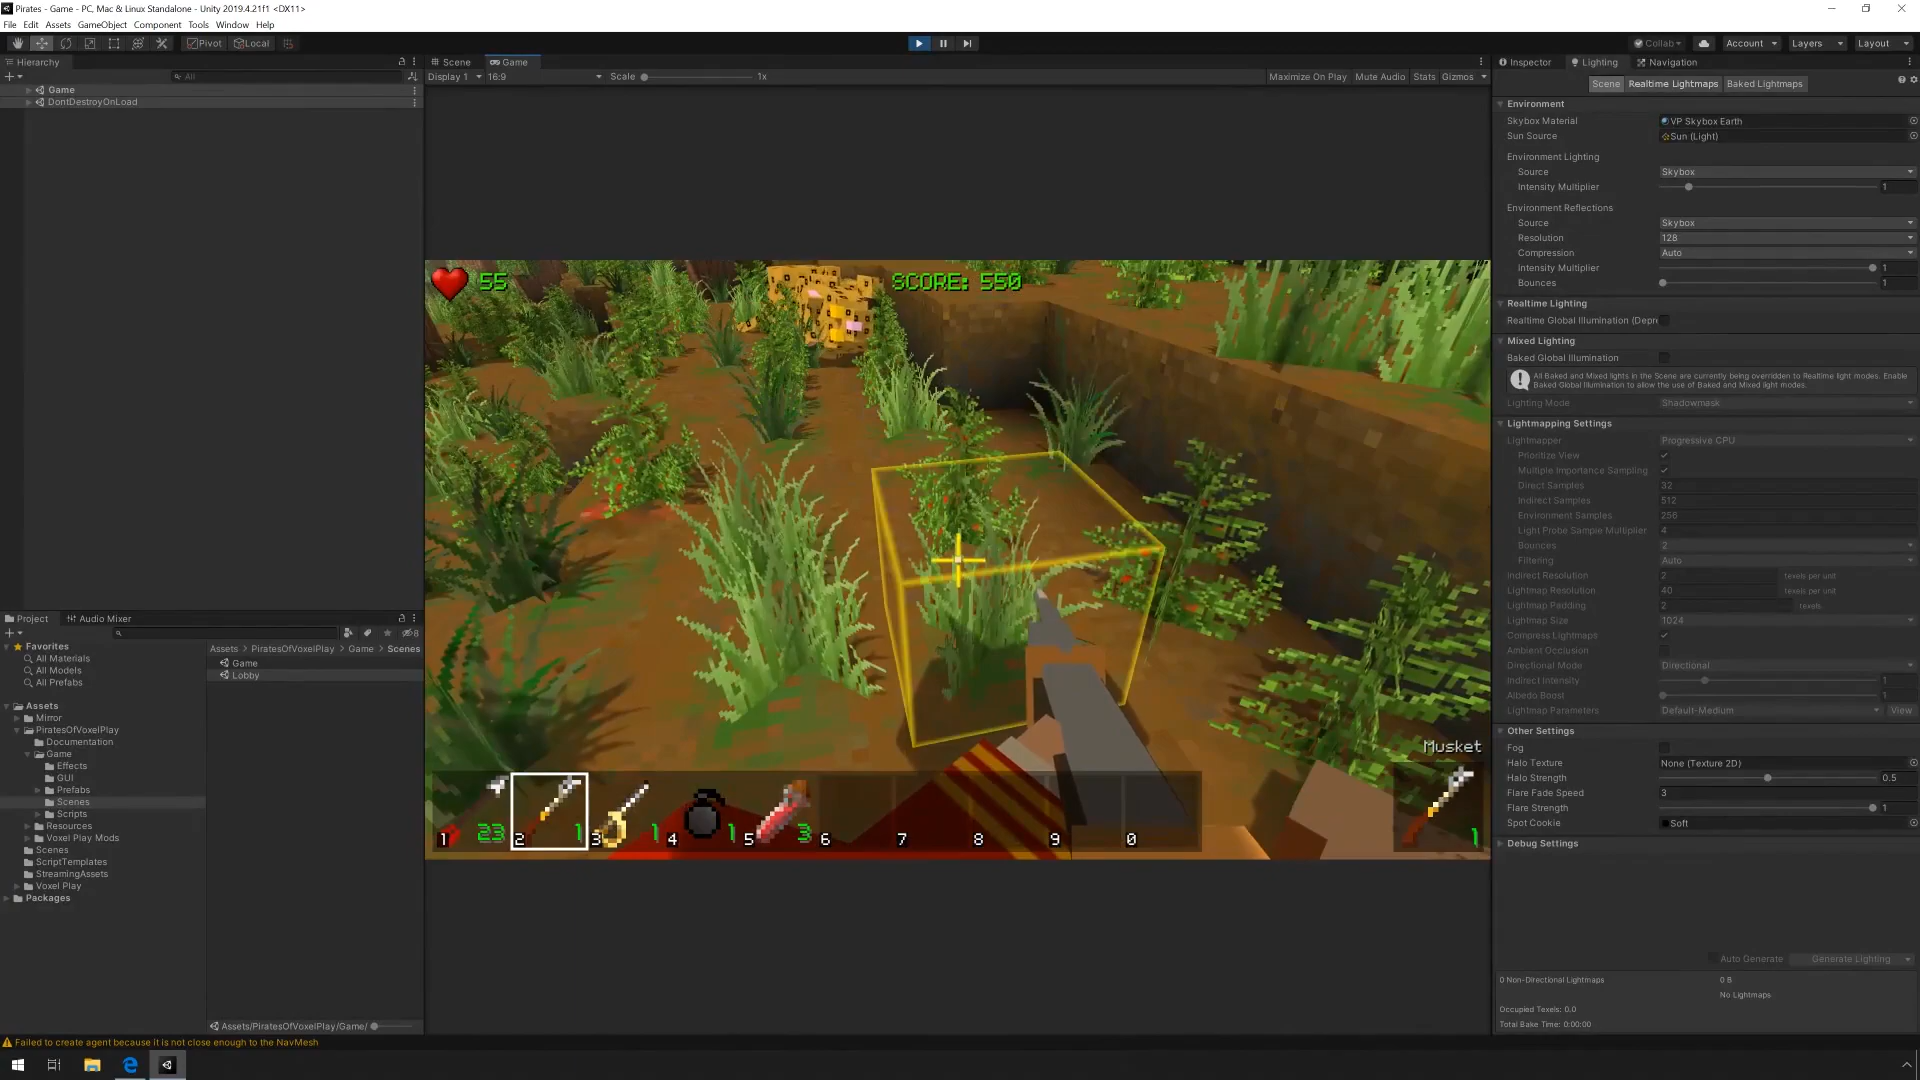 Pirates - Game - PC, Mac & Linux Standalone - Unity 2019.4.21f1 <DX11>
File Edit Assets GameObject Component Tools Window Help
Pivot Local
Collab Account Layers Layout
Hierarchy
All
Game
DontDestroyOnLoad
Scene Game
Display 1 16:9 Scale 1x Maximize On Play Mute Audio Stats Gizmos
55
SCORE: 550
Musket
1 23 2 1 3 1 4 1 5 3 6 7 8 9 0 1
Inspector Lighting Navigation
Scene Realtime Lightmaps Baked Lightmaps
Environment
Skybox Material VP Skybox Earth
Sun Source Sun (Light)
Environment Lighting
Source Skybox
Intensity Multiplier 1
Environment Reflections
Source Skybox
Resolution 128
Compression Auto
Intensity Multiplier 1
Bounces 1
Realtime Lighting
Realtime Global Illumination (Depr
Mixed Lighting
Baked Global Illumination
All Baked and Mixed lights in the Scene are currently being overridden to Realtime light modes. Enable
Baked Global Illumination to allow the use of Baked and Mixed light modes.
Lighting Mode Shadowmask
Lightmapping Settings
Lightmapper Progressive CPU
Prioritize View
Multiple Importance Sampling
Direct Samples 32
Indirect Samples 512
Environment Samples 256
Light Probe Sample Multiplier 4
Bounces 2
Filtering Auto
Indirect Resolution 2 texels per unit
Lightmap Resolution 40 texels per unit
Lightmap Padding 2 texels
Lightmap Size 1024
Compress Lightmaps
Ambient Occlusion
Directional Mode Directional
Indirect Intensity 1
Albedo Boost 1
Lightmap Parameters Default-Medium View
Other Settings
Fog
Halo Texture None (Texture 2D)
Halo Strength 0.5
Flare Fade Speed 3
Flare Strength 1
Spot Cookie Soft
Debug Settings
Auto Generate Generate Lighting
0 Non-Directional Lightmaps 0 B
No Lightmaps
Occupied Texels: 0.0
Total Bake Time: 0:00:00
Project Audio Mixer
8
Favorites
All Materials
All Models
All Prefabs
Assets
Mirror
PiratesOfVoxelPlay
Documentation
Game
Effects
GUI
Prefabs
Scenes
Scripts
Resources
Voxel Play Mods
Scenes
ScriptTemplates
StreamingAssets
Voxel Play
Packages
Assets > PiratesOfVoxelPlay > Game > Scenes
Game
Lobby
Assets/PiratesOfVoxelPlay/Game/
Failed to create agent because it is not close enough to the NavMesh